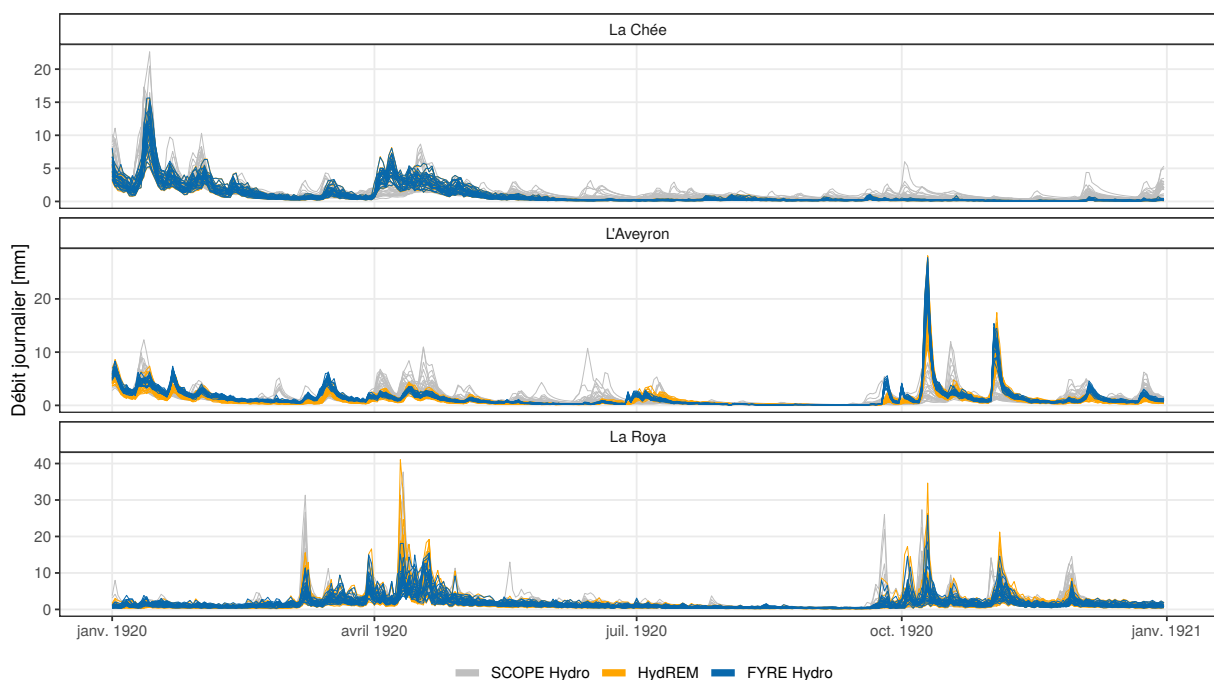 La Chée
20
15
10
5
0
L'Aveyron
20
10
0
La Roya
40
30
20
10
0
Débit journalier [mm]
janv. 1920 avril 1920 juil. 1920 oct. 1920 janv. 1921
SCOPE Hydro HydREM FYRE Hydro